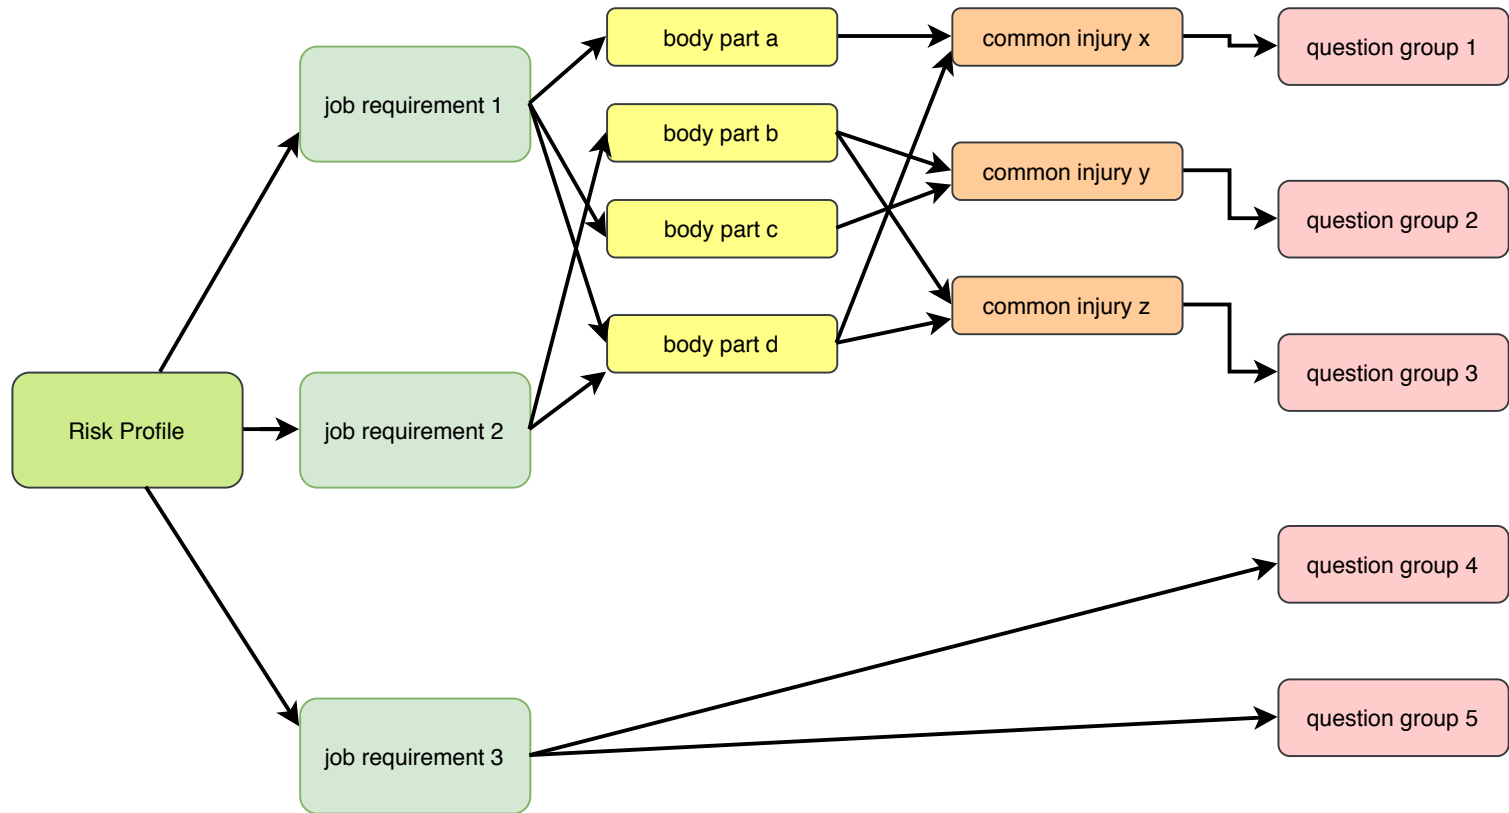 Risk Profile
job requirement 1
job requirement 2
job requirement 3
body part a
body part b
body part c
body part d
common injury x
common injury y
common injury z
question group 1
question group 2
question group 3
question group 4
question group 5